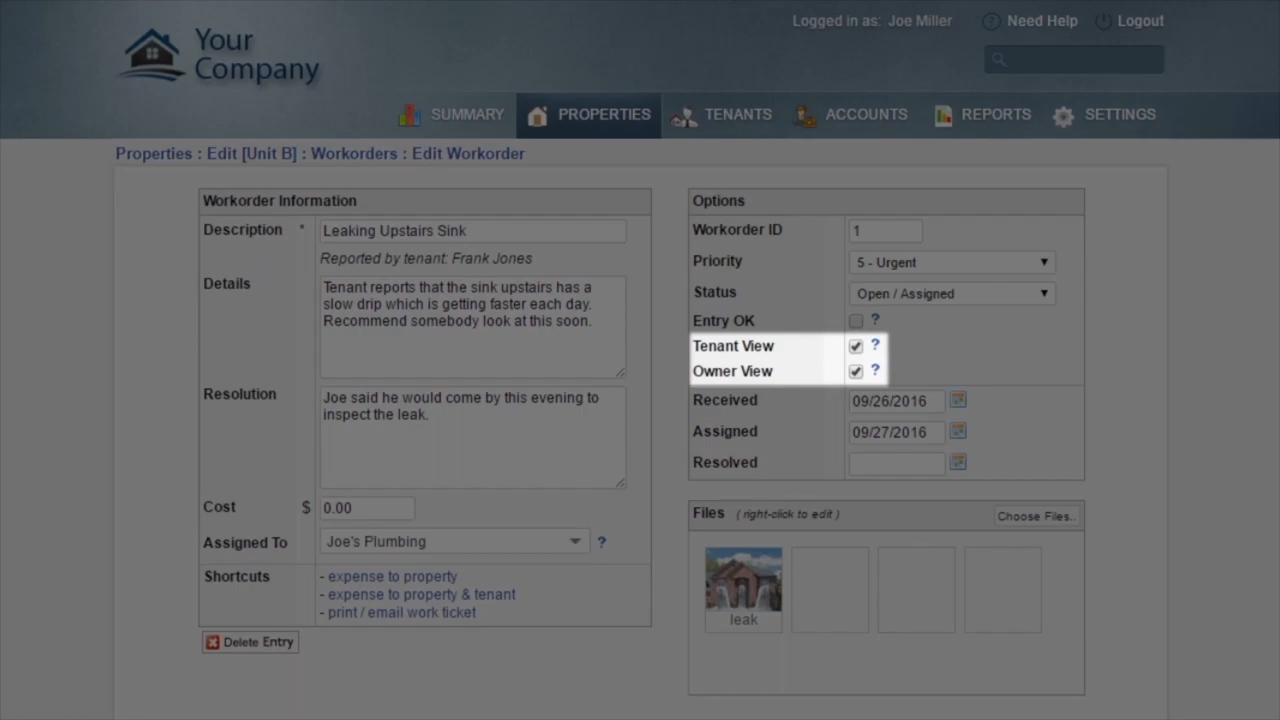 Your
Company
Logged in as: Joe Miller
? Need Help
Logout
SUMMARY
PROPERTIES
TENANTS
ACCOUNTS
REPORTS
SETTINGS
Properties : Edit [Unit B] : Workorders : Edit Workorder
Workorder Information
Description * Leaking Upstairs Sink
Reported by tenant: Frank Jones
Details
Tenant reports that the sink upstairs has a
slow drip which is getting faster each day.
Recommend somebody look at this soon.
Resolution
Joe said he would come by this evening to
inspect the leak.
Cost $ 0.00
Assigned To Joe's Plumbing ?
Shortcuts
- expense to property
- expense to property & tenant
- print / email work ticket
Delete Entry
Options
Workorder ID 1
Priority 5 - Urgent
Status Open / Assigned
Entry OK ?
Tenant View ?
Owner View ?
Received 09/26/2016
Assigned 09/27/2016
Resolved
Files ( right-click to edit ) Choose Files..
leak